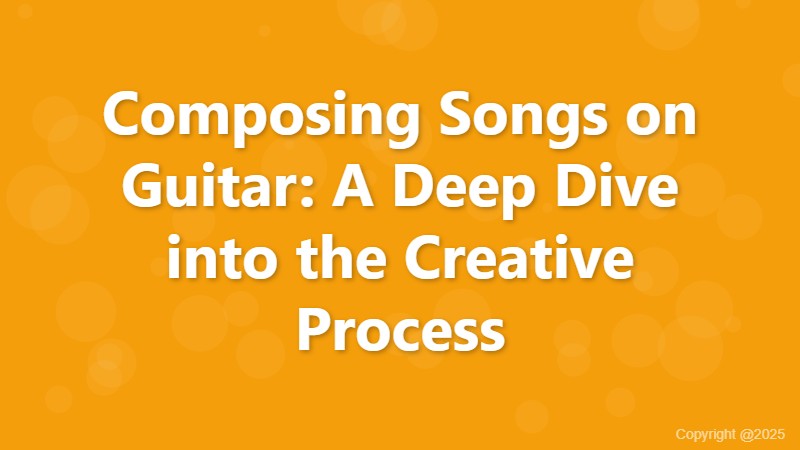 Composing Songs on
Guitar: A Deep Dive
into the Creative
Process
Copyright @2025